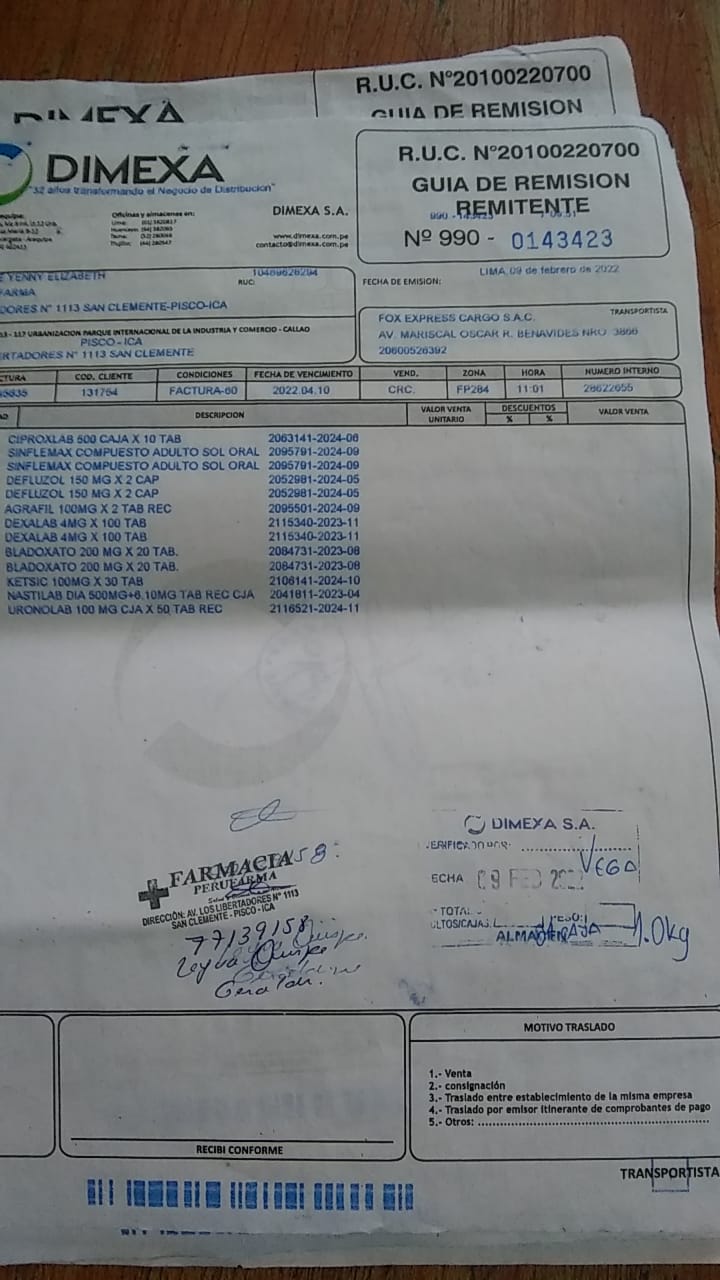 DIMEXA
R.U.C. N°20100220700
GUIA DE REMISION
DIMEXA
"32 años transformando el Negocio de Distribución"
Oficinas y almacenes en:
DIMEXA S.A.
www.dimexa.com.pe
contacto@dimexa.com.pe
R.U.C. N°20100220700
GUIA DE REMISION
REMITENTE
Nº 990 - 0143423
E YENNY ELIZABETH
RUC:
FARMA
DORES N° 1113 SAN CLEMENTE-PISCO-ICA
FECHA DE EMISION:
LIMA, 09 de febrero de 2022
URBANIZACION PARQUE INTERNACIONAL DE LA INDUSTRIA Y COMERCIO - CALLAO
PISCO - ICA
ERTADORES N° 1113 SAN CLEMENTE
TRANSPORTISTA
FOX EXPRESS CARGO S.A.C.
AV. MARISCAL OSCAR R. BENAVIDES NRO. 3866
20600526392
CTURA COD. CLIENTE CONDICIONES FECHA DE VENCIMIENTO VEND. ZONA HORA NUMERO INTERNO
131754 FACTURA-60 2022.04.10 CRC. FP284 11:01 28622655
DESCRIPCION VALOR VENTA UNITARIO DESCUENTOS % % VALOR VENTA
CIPROXLAB 500 CAJA X 10 TAB 2063141-2024-06
SINFLEMAX COMPUESTO ADULTO SOL ORAL 2095791-2024-09
SINFLEMAX COMPUESTO ADULTO SOL ORAL 2095791-2024-09
DEFLUZOL 150 MG X 2 CAP 2052981-2024-05
DEFLUZOL 150 MG X 2 CAP 2052981-2024-05
AGRAFIL 100MG X 2 TAB REC 2095501-2024-09
DEXALAB 4MG X 100 TAB 2115340-2023-11
DEXALAB 4MG X 100 TAB 2115340-2023-11
BLADOXATO 200 MG X 20 TAB. 2084731-2023-08
BLADOXATO 200 MG X 20 TAB. 2084731-2023-08
KETSIC 100MG X 30 TAB 2106141-2024-10
NASTILAB DIA 500MG+6.10MG TAB REC CJA 2041811-2023-04
URONOLAB 100 MG CJA X 50 TAB REC 2116521-2024-11
FARMACIA
PERUFARMA
DIRECCIÓN: AV. LOS LIBERTADORES N° 1113
SAN CLEMENTE - PISCO - ICA
77139158
DIMEXA S.A.
VEGA
ECHA 09 FEB
TOTAL
PESO:
ALMACEN
1.0kg
RECIBI CONFORME
MOTIVO TRASLADO
1.- Venta
2.- consignación
3.- Traslado entre establecimiento de la misma empresa
4.- Traslado por emisor itinerante de comprobantes de pago
5.- Otros:
TRANSPORTISTA